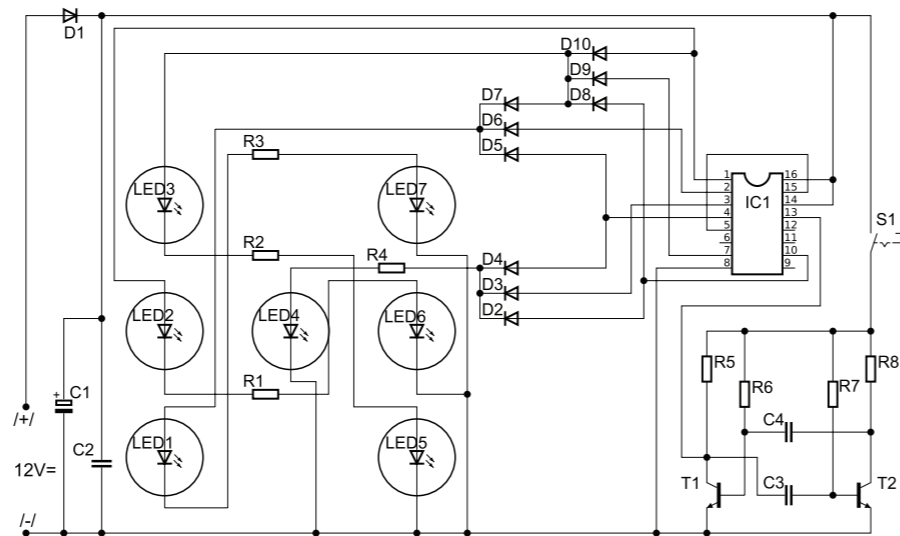 D1
D10
D9
D7 D8
D6
R3 D5
LED3 LED7
1 16
2 15
3 IC1 14
4 13
5 12
6 11
7 10
8 9
S1
R2
R4 D4
D3
LED2 LED4 LED6 D2
R5 R6 R7 R8
R1
+
C1
/+/
C4
LED1 LED5
C2
12V=
T1 C3 T2
/-/